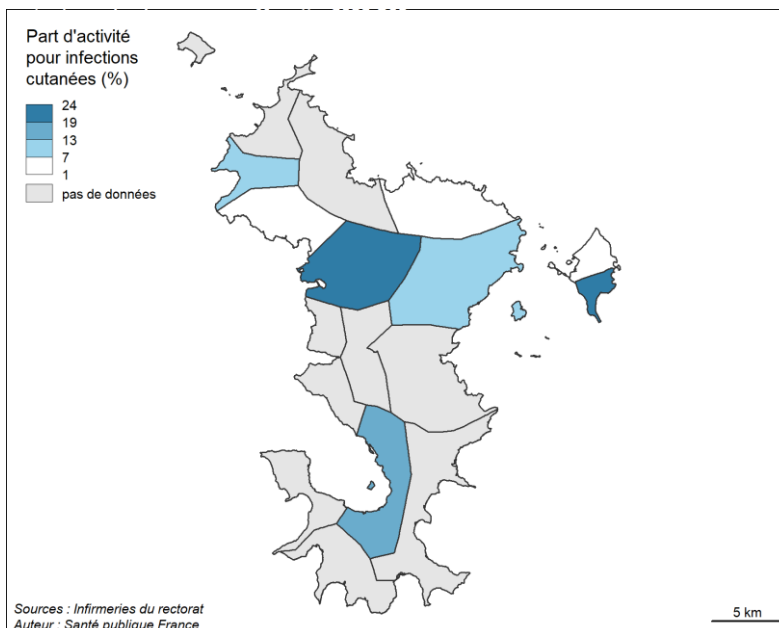 Part d'activité
pour infections
cutanées (%)
24
19
13
7
1
pas de données
Sources : Infirmeries du rectorat
Auteur : Santé publique France
5 km